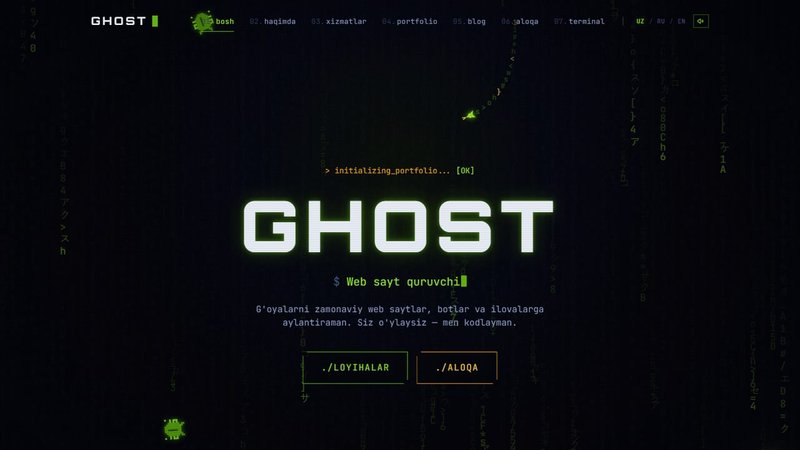 GHOST
bosh 02.haqimda 03.xizmatlar 04.portfolio 05.blog 06.aloqa 07.terminal | UZ / RU / CN
> initializing_portfolio... [OK]
GHOST
$ Web sayt quruvchi
G'oyalarni zamonaviy web saytlar, botlar va ilovalarga
aylantiraman. Siz o'ylaysiz — men kodlayman.
./LOYIHALAR ./ALOQA